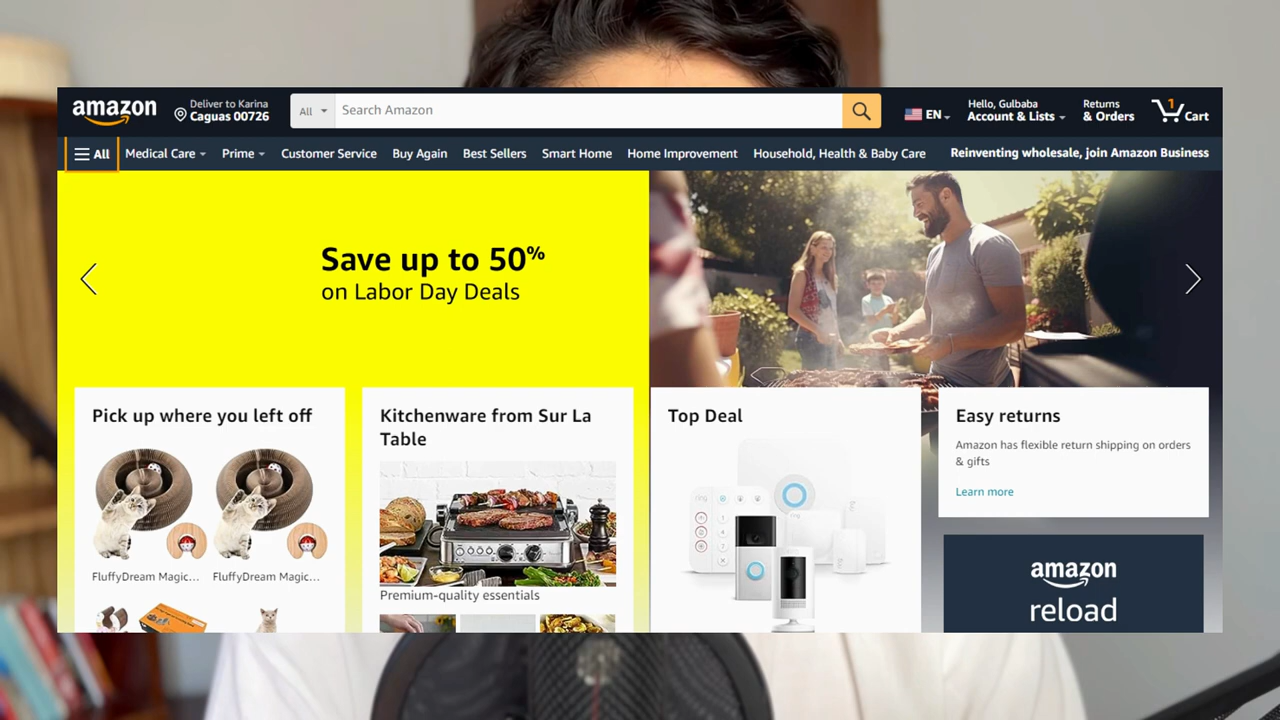 amazon
Deliver to Karina
Caguas 00726
All
Search Amazon
EN
Hello, Gulbaba
Account & Lists
Returns
& Orders
1
Cart
All
Medical Care
Prime
Customer Service
Buy Again
Best Sellers
Smart Home
Home Improvement
Household, Health & Baby Care
Reinventing wholesale, join Amazon Business
Save up to 50%
on Labor Day Deals
Pick up where you left off
FluffyDream Magic...
FluffyDream Magic...
Kitchenware from Sur La
Table
Premium-quality essentials
Top Deal
ring
ring
Easy returns
Amazon has flexible return shipping on orders
& gifts
Learn more
amazon
reload